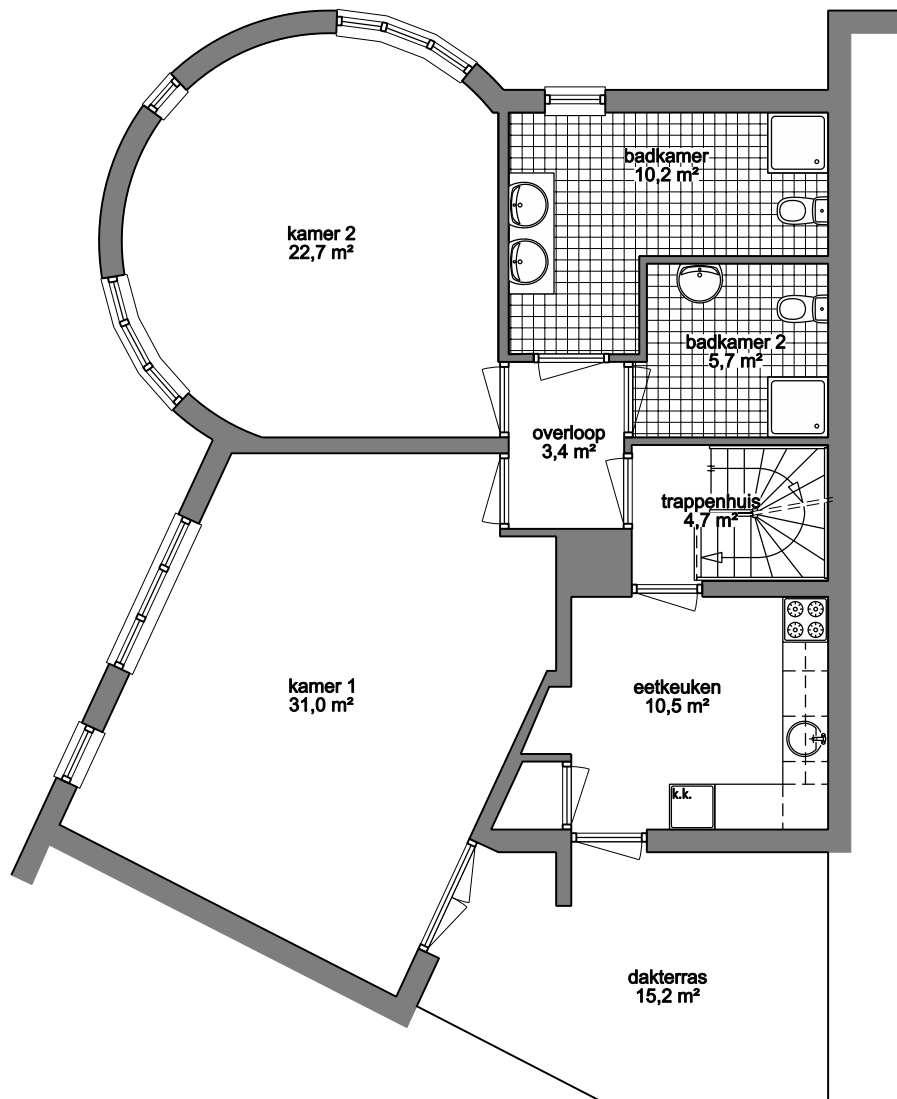 badkamer
10,2 m²
kamer 2
22,7 m²
badkamer 2
5,7 m²
overloop
3,4 m²
trappenhuis
4,7 m²
kamer 1
31,0 m²
eetkeuken
10,5 m²
k.k.
dakterras
15,2 m²